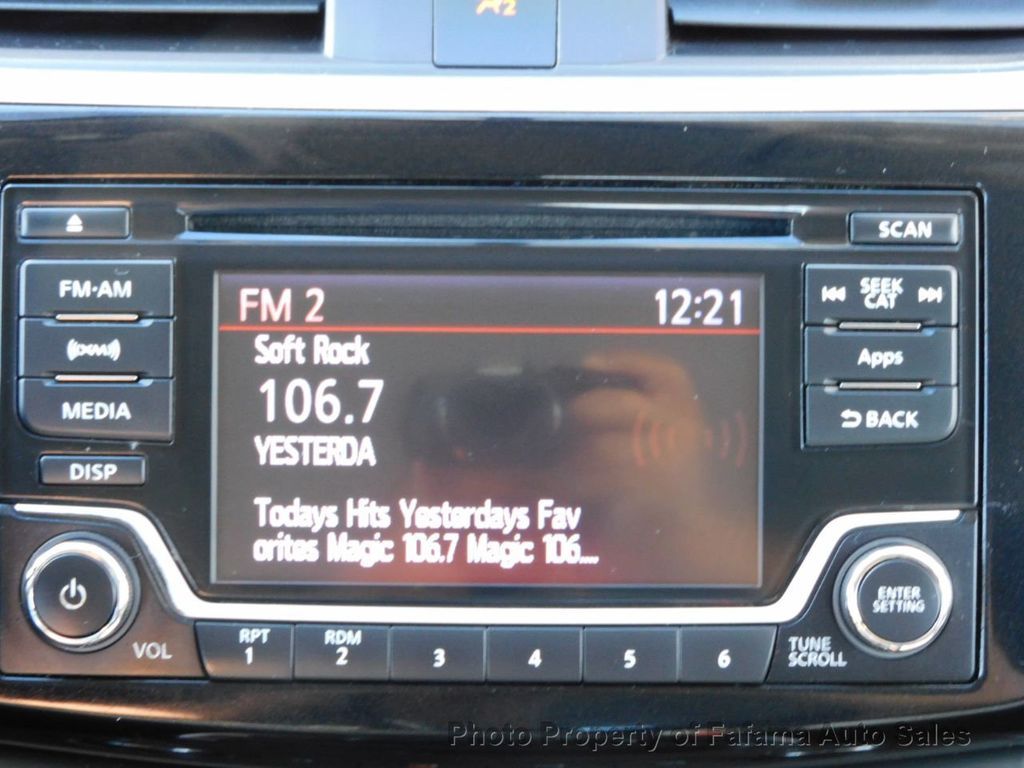 SCAN
FM·AM
SEEK
CAT
((XM))
Apps
MEDIA
BACK
DISP
FM 2 12:21
Soft Rock
106.7
YESTERDA
Todays Hits Yesterdays Fav
orites Magic 106.7 Magic 106....
VOL
RPT
1
RDM
2
3
4
5
6
TUNE
SCROLL
ENTER
SETTING
Photo Property of Fafama Auto Sales